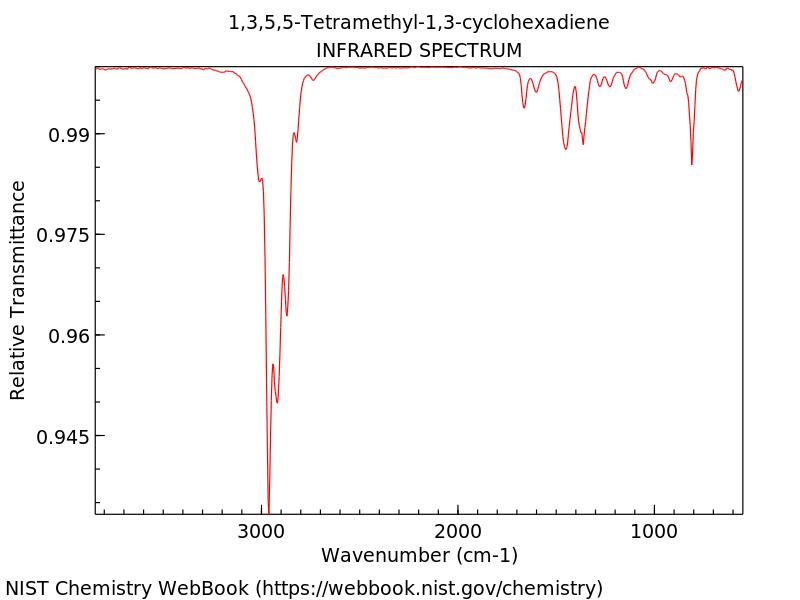 1,3,5,5-Tetramethyl-1,3-cyclohexadiene
INFRARED SPECTRUM
0.99
0.975
0.96
0.945
Relative Transmittance
3000 2000 1000
Wavenumber (cm-1)
NIST Chemistry WebBook (https://webbook.nist.gov/chemistry)